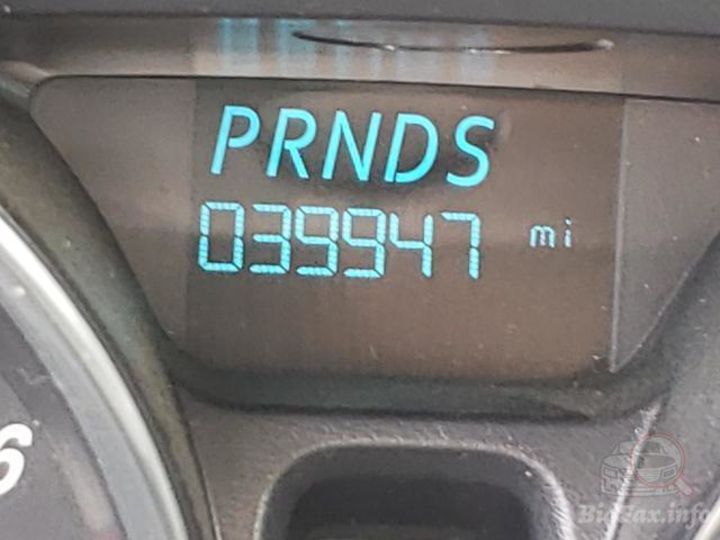 PRNDS
039947 mi
6
BidFax.info